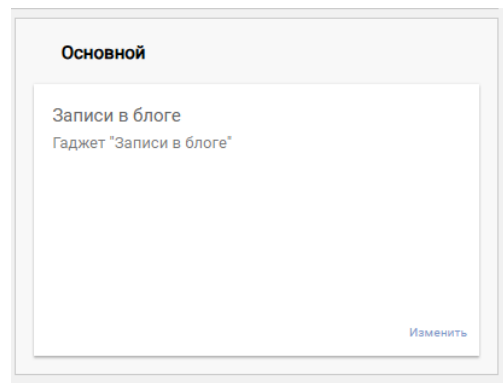 Основной
Записи в блоге
Гаджет "Записи в блоге"
Изменить